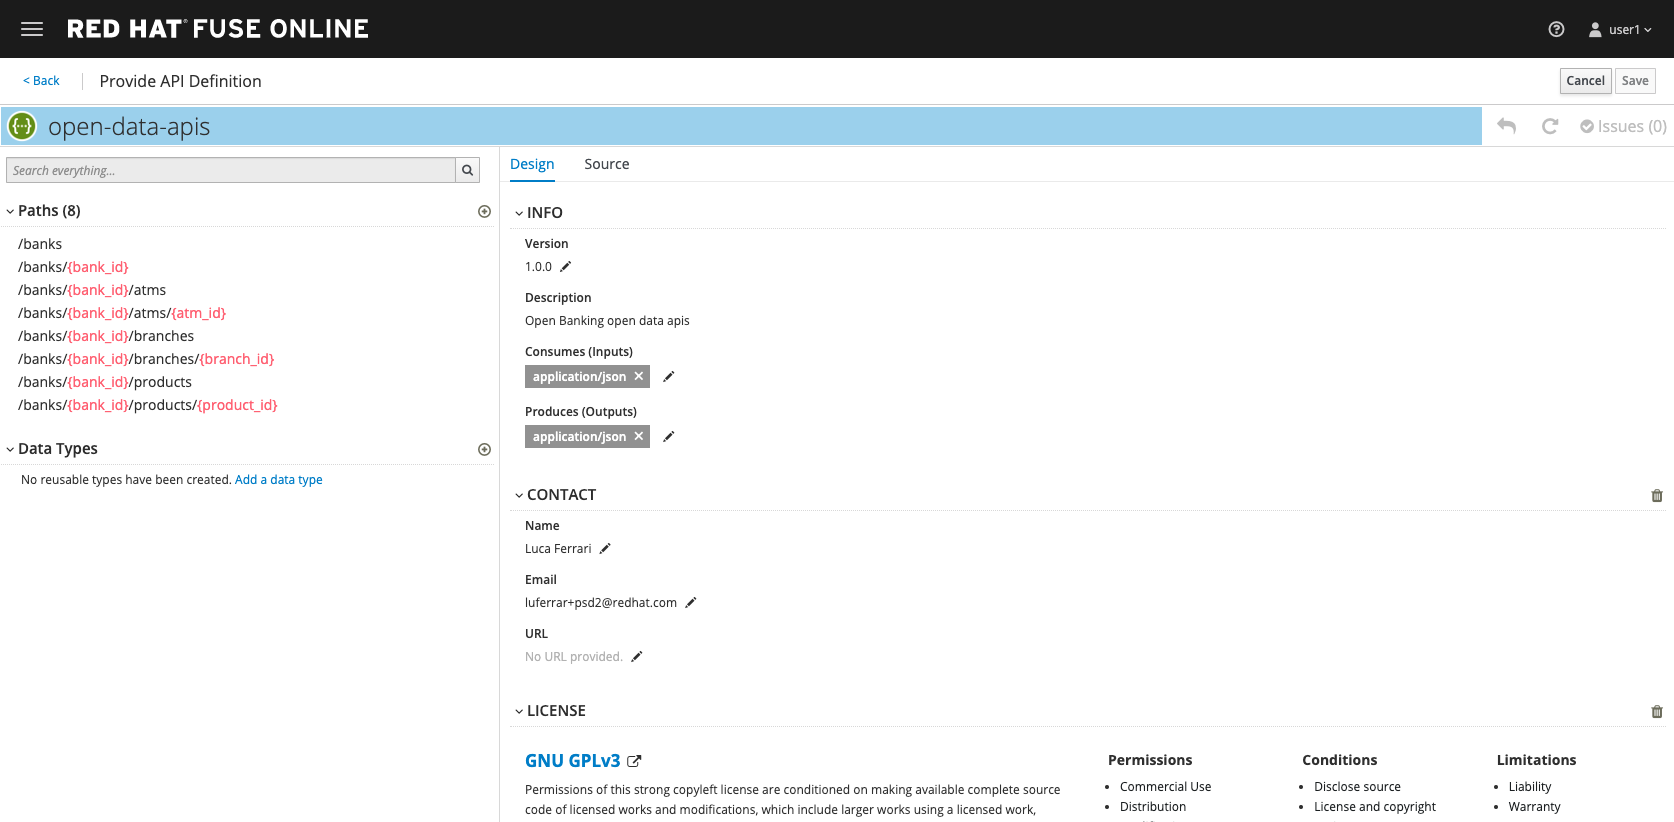 RED HAT® FUSE ONLINE
user1
< Back
Provide API Definition
Cancel
Save
open-data-apis
Issues (0)
Search everything...
Design
Source
Paths (8)
/banks
/banks/{bank_id}
/banks/{bank_id}/atms
/banks/{bank_id}/atms/{atm_id}
/banks/{bank_id}/branches
/banks/{bank_id}/branches/{branch_id}
/banks/{bank_id}/products
/banks/{bank_id}/products/{product_id}
Data Types
No reusable types have been created. Add a data type
INFO
Version
1.0.0
Description
Open Banking open data apis
Consumes (Inputs)
application/json
Produces (Outputs)
application/json
CONTACT
Name
Luca Ferrari
Email
luferrar+psd2@redhat.com
URL
No URL provided.
LICENSE
GNU GPLv3
Permissions of this strong copyleft license are conditioned on making available complete source
code of licensed works and modifications, which include larger works using a licensed work,
Permissions
Commercial Use
Distribution
Conditions
Disclose source
License and copyright
Limitations
Liability
Warranty